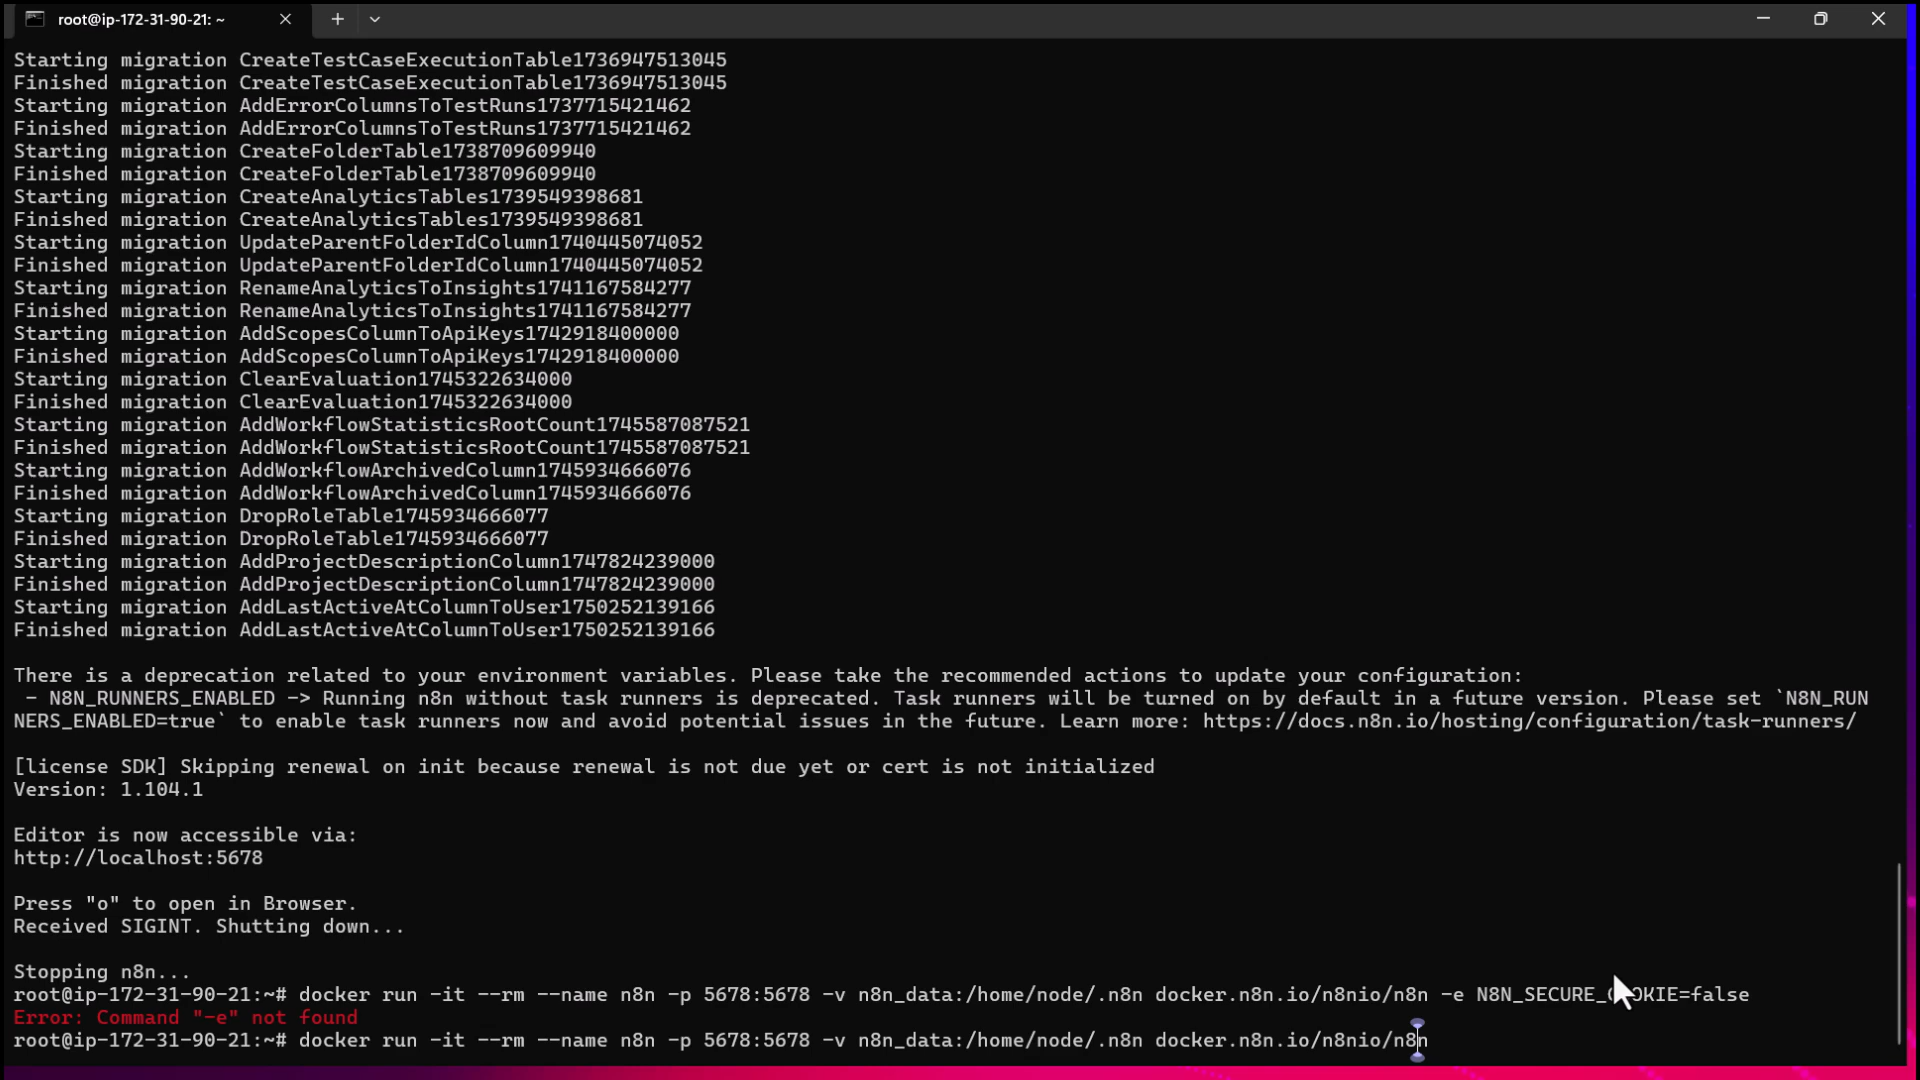 root@ip-172-31-90-21: ~
Starting migration CreateTestCaseExecutionTable1736947513045
Finished migration CreateTestCaseExecutionTable1736947513045
Starting migration AddErrorColumnsToTestRuns1737715421462
Finished migration AddErrorColumnsToTestRuns1737715421462
Starting migration CreateFolderTable1738709609940
Finished migration CreateFolderTable1738709609940
Starting migration CreateAnalyticsTables1739549398681
Finished migration CreateAnalyticsTables1739549398681
Starting migration UpdateParentFolderIdColumn1740445074052
Finished migration UpdateParentFolderIdColumn1740445074052
Starting migration RenameAnalyticsToInsights1741167584277
Finished migration RenameAnalyticsToInsights1741167584277
Starting migration AddScopesColumnToApiKeys1742918400000
Finished migration AddScopesColumnToApiKeys1742918400000
Starting migration ClearEvaluation1745322634000
Finished migration ClearEvaluation1745322634000
Starting migration AddWorkflowStatisticsRootCount1745587087521
Finished migration AddWorkflowStatisticsRootCount1745587087521
Starting migration AddWorkflowArchivedColumn1745934666076
Finished migration AddWorkflowArchivedColumn1745934666076
Starting migration DropRoleTable1745934666077
Finished migration DropRoleTable1745934666077
Starting migration AddProjectDescriptionColumn1747824239000
Finished migration AddProjectDescriptionColumn1747824239000
Starting migration AddLastActiveAtColumnToUser1750252139166
Finished migration AddLastActiveAtColumnToUser1750252139166
There is a deprecation related to your environment variables. Please take the recommended actions to update your configuration:
- N8N_RUNNERS_ENABLED -> Running n8n without task runners is deprecated. Task runners will be turned on by default in a future version. Please set `N8N_RUN
NERS_ENABLED=true` to enable task runners now and avoid potential issues in the future. Learn more: https://docs.n8n.io/hosting/configuration/task-runners/
[license SDK] Skipping renewal on init because renewal is not due yet or cert is not initialized
Version: 1.104.1
Editor is now accessible via:
http://localhost:5678
Press "o" to open in Browser.
Received SIGINT. Shutting down...
Stopping n8n...
root@ip-172-31-90-21:~# docker run -it --rm --name n8n -p 5678:5678 -v n8n_data:/home/node/.n8n docker.n8n.io/n8nio/n8n -e N8N_SECURE_COOKIE=false
Error: Command "-e" not found
root@ip-172-31-90-21:~# docker run -it --rm --name n8n -p 5678:5678 -v n8n_data:/home/node/.n8n docker.n8n.io/n8nio/n8n